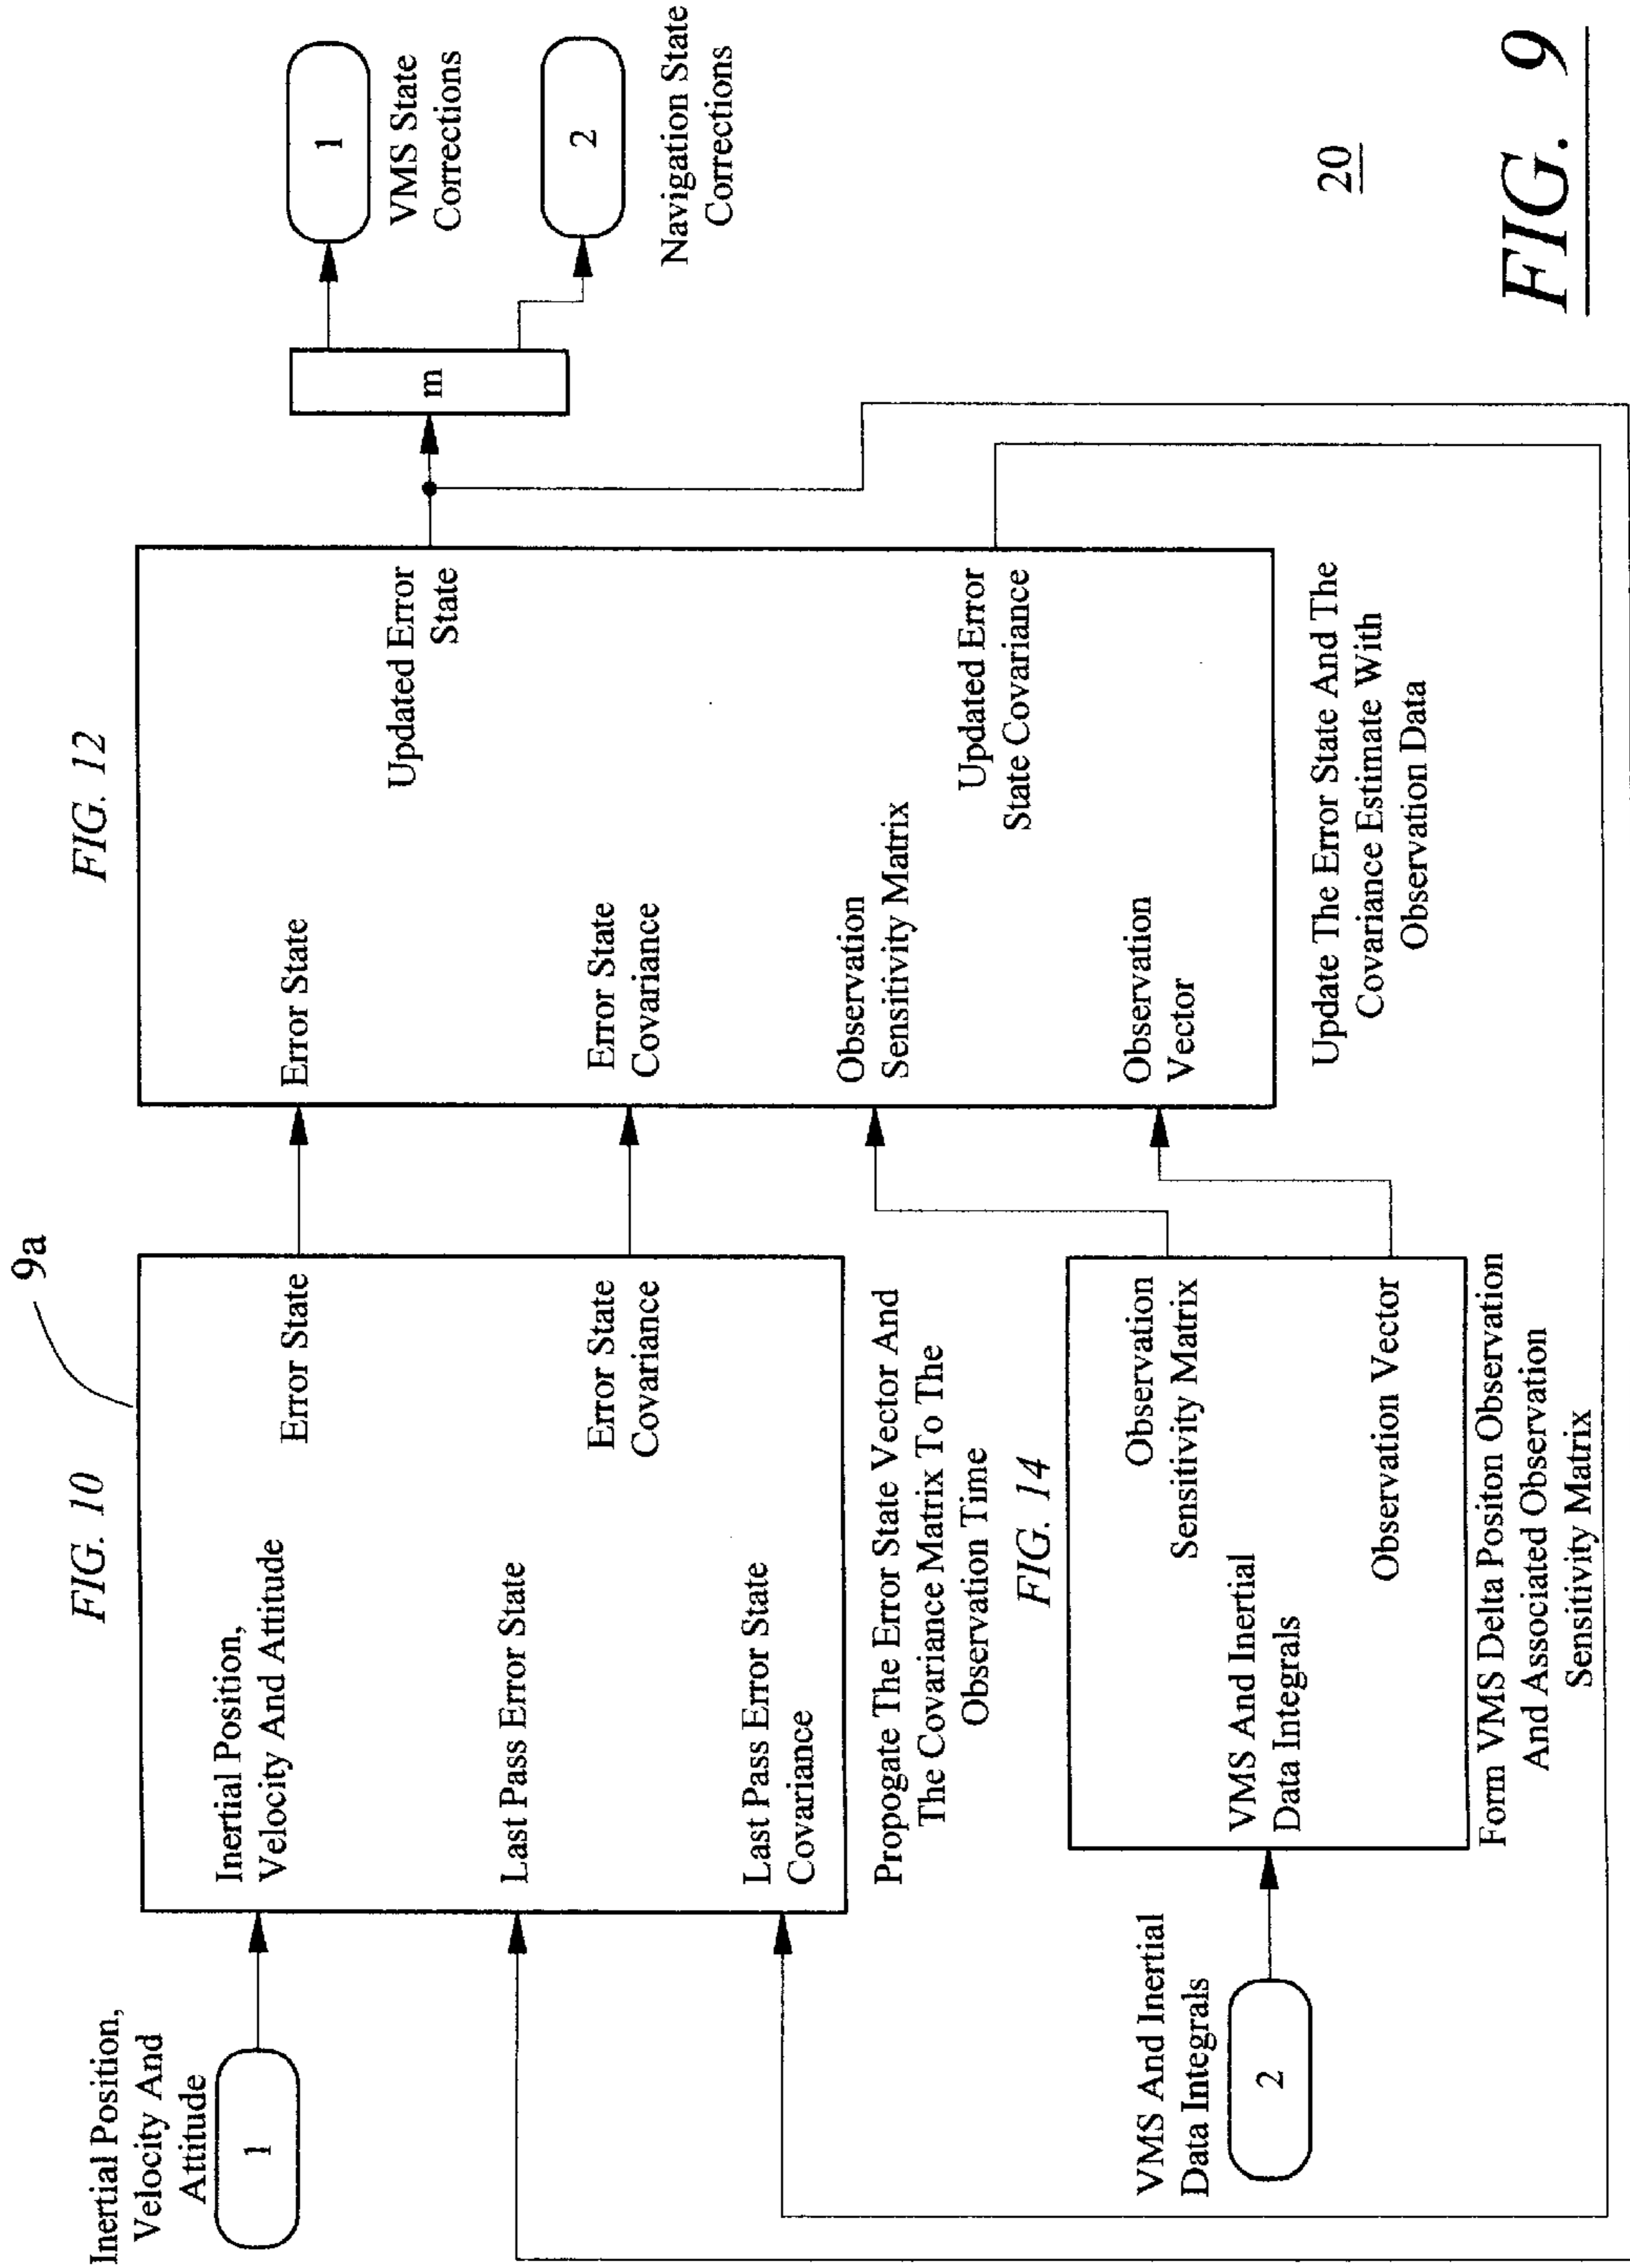 9a
FIG. 10
FIG. 12
Inertial Position,
Velocity And
Attitude
1
Inertial Position,
Velocity And Attitude
Last Pass Error State
Last Pass Error State
Covariance
Error State
Error State
Covariance
Propogate The Error State Vector And
The Covariance Matrix To The
Observation Time
Error State
Error State
Covariance
Observation
Sensitivity Matrix
Observation
Vector
Updated Error
State
Updated Error
State Covariance
Update The Error State And The
Covariance Estimate With
Observation Data
m
1
VMS State
Corrections
2
Navigation State
Corrections
FIG. 14
VMS And Inertial
Data Integrals
2
VMS And Inertial
Data Integrals
Observation
Sensitivity Matrix
Observation Vector
Form VMS Delta Positon Observation
And Associated Observation
Sensitivity Matrix
20
FIG. 9